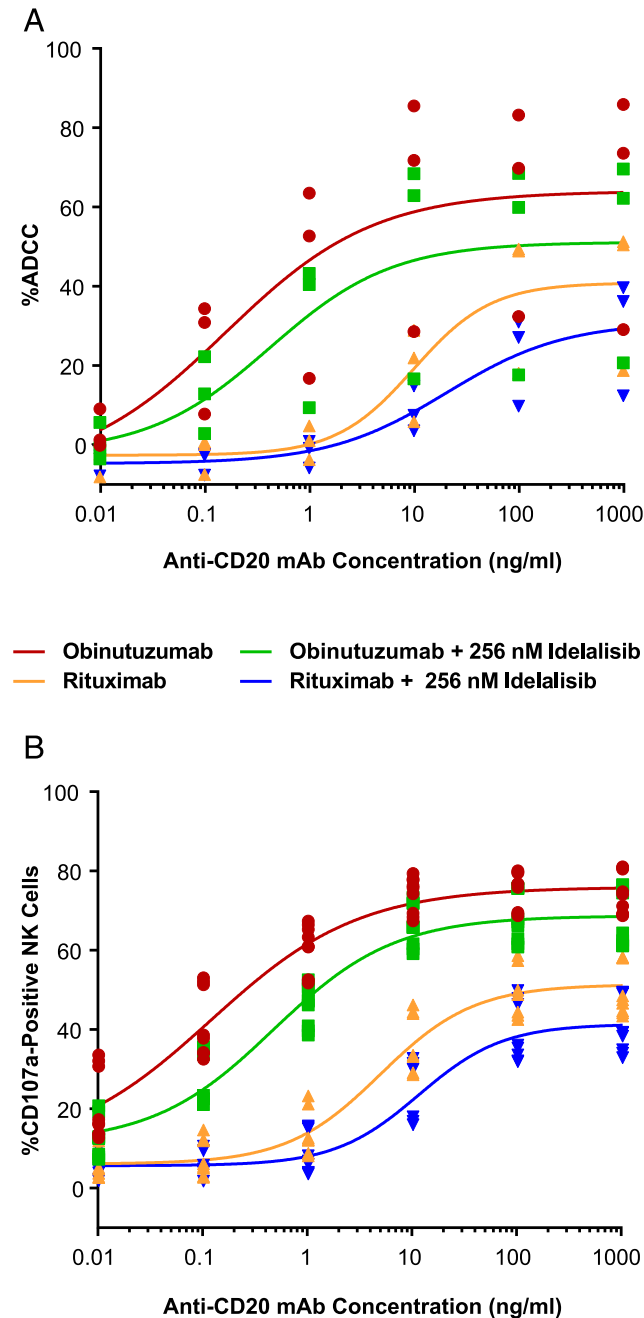 A
100
80
60
40
20
0
%ADCC
0.01 0.1 1 10 100 1000
Anti-CD20 mAb Concentration (ng/ml)
Obinutuzumab Obinutuzumab + 256 nM Idelalisib
Rituximab Rituximab + 256 nM Idelalisib
B
100
80
60
40
20
0
%CD107a-Positive NK Cells
0.01 0.1 1 10 100 1000
Anti-CD20 mAb Concentration (ng/ml)